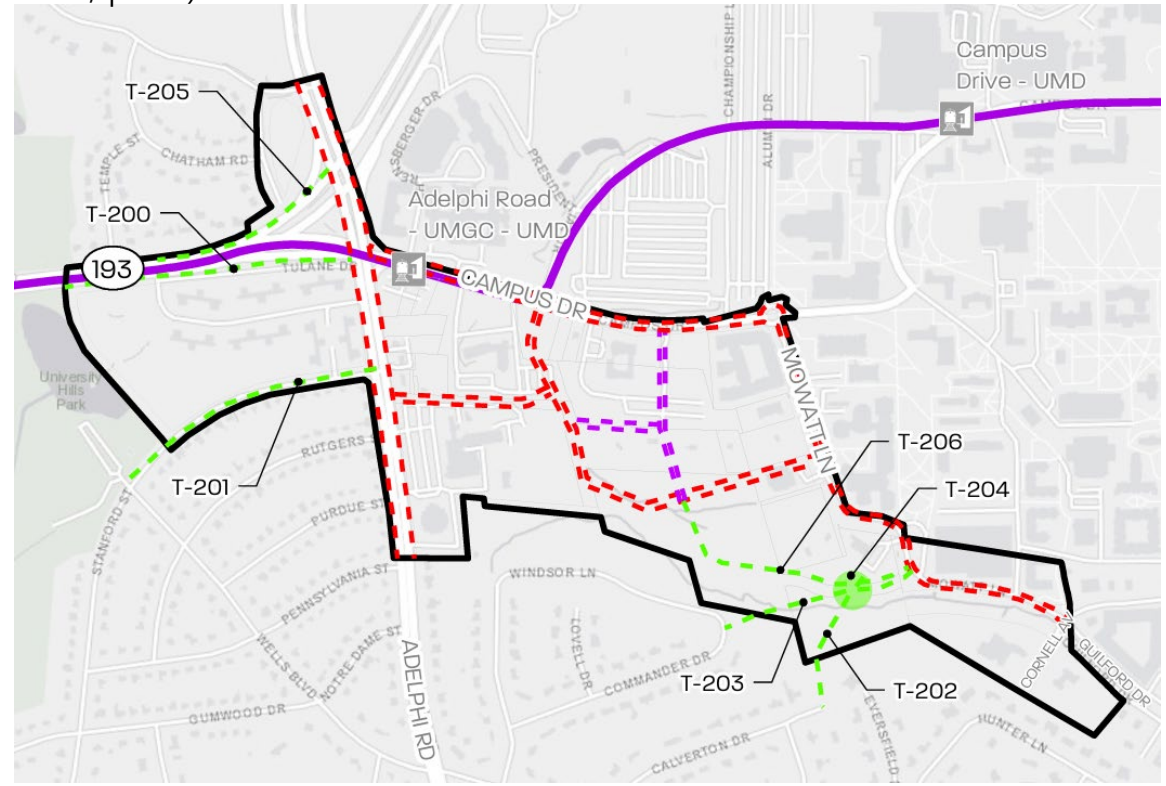 T-205
TEMPLE ST
CHATHAM RD
T-200
193
TULANE D
Adelphi Road
- UMGC - UMD
CAMPUS DR
PRESIDENT
CHAMPIONSHIP L
ALUMNI DR
Campus
Drive - UMD
University
Hills
Park
T-201
RUTGERS S
PURDUE ST
STANFORD ST
PENNSYLVANIA ST
WELLS BLVD
NOTRE DAME ST
GUMWOOD DR
ADELPHI RD
MOWATT LN
T-206
T-204
WINDSOR LN
LOVELL DR
COMMANDER DR
T-203
T-202
CALVERTON DR
EVERSFIELD
CORNELL AV
GUILFORD DR
HUNTER LN